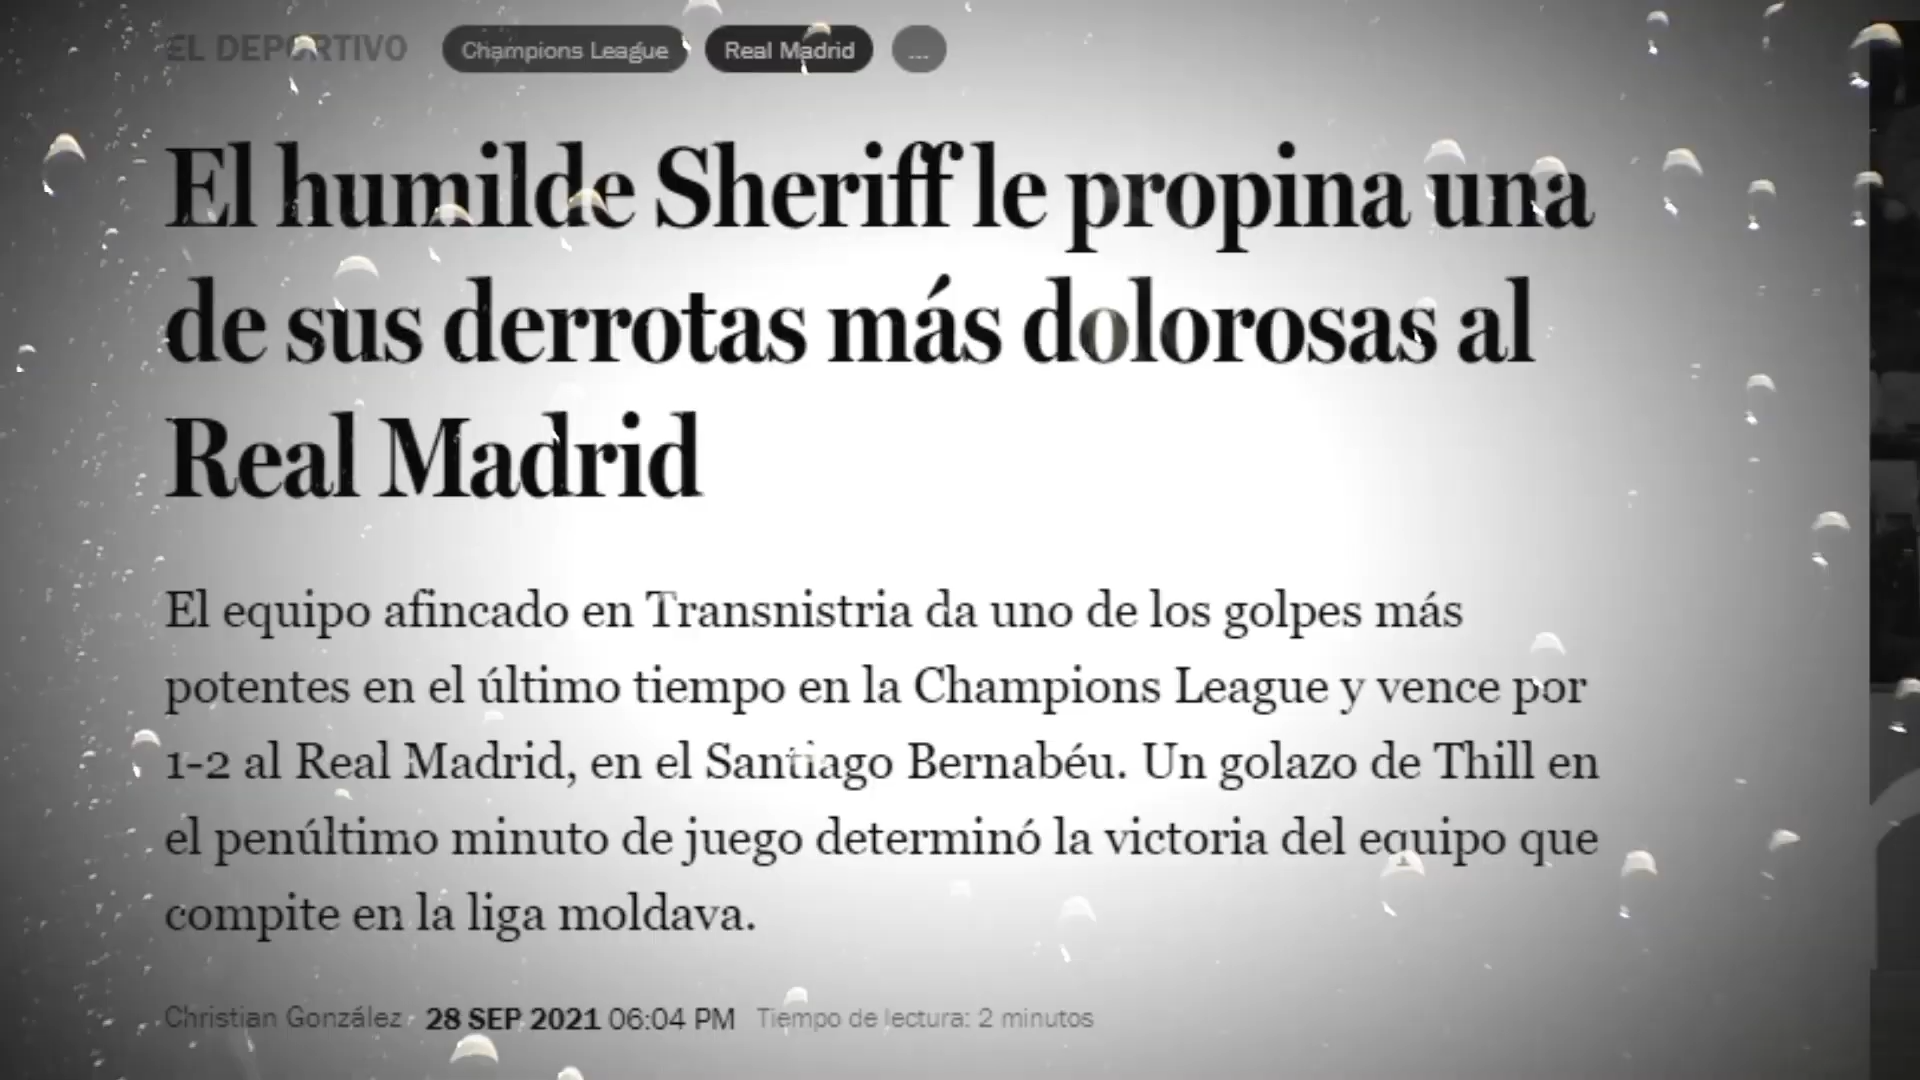 EL DEPORTIVO Champions League Real Madrid ...
El humilde Sheriff le propina una
de sus derrotas más dolorosas al
Real Madrid
El equipo afincado en Transnistria da uno de los golpes más
potentes en el último tiempo en la Champions League y vence por
1-2 al Real Madrid, en el Santiago Bernabéu. Un golazo de Thill en
el penúltimo minuto de juego determinó la victoria del equipo que
compite en la liga moldava.
Christian González 28 SEP 2021 06:04 PM Tiempo de lectura: 2 minutos